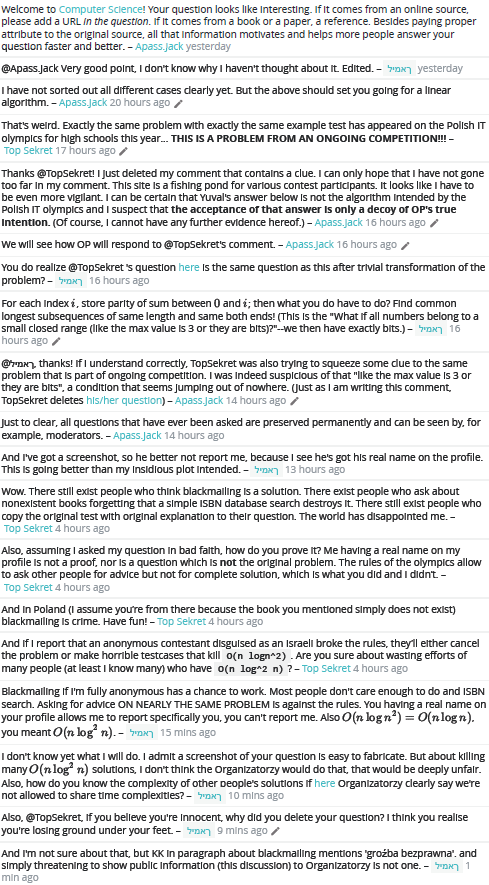 Welcome to Computer Science! Your question looks like interesting. If it comes from an online source,
please add a URL in the question. If it comes from a book or a paper, a reference. Besides paying proper
attribute to the original source, all that information motivates and helps more people answer your
question faster and better. – Apass.Jack yesterday
@Apass.Jack Very good point, I don't know why I haven't thought about it. Edited. – ךראמיל yesterday
I have not sorted out all different cases clearly yet. But the above should set you going for a linear
algorithm. – Apass.Jack 20 hours ago
That's weird. Exactly the same problem with exactly the same example test has appeared on the Polish IT
olympics for high schools this year... THIS IS A PROBLEM FROM AN ONGOING COMPETITION!!! –
Top Sekret 17 hours ago
Thanks @TopSekret! I just deleted my comment that contains a clue. I can only hope that I have not gone
too far in my comment. This site is a fishing pond for various contest participants. It looks like I have to
be even more vigilant. I can be certain that Yuval's answer below is not the algorithm intended by the
Polish IT olympics and I suspect that the acceptance of that answer is only a decoy of OP's true
intention. (Of course, I cannot have any further evidence hereof.) – Apass.Jack 16 hours ago
We will see how OP will respond to @TopSekret's comment. – Apass.Jack 16 hours ago
You do realize @TopSekret 's question here is the same question as this after trivial transformation of the
problem? – ךראמיל 16 hours ago
For each index i, store parity of sum between 0 and i; then what do you have to do? Find common
longest subsequences of same length and same both ends! (This is the "What if all numbers belong to a
small closed range (like the max value is 3 or they are bits)?"--we then have exactly bits.) – ךראמיל 16
hours ago
@ךראמיל, thanks! If I understand correctly, TopSekret was also trying to squeeze some clue to the same
problem that is part of ongoing competition. I was indeed suspicious of that "like the max value is 3 or
they are bits", a condition that seems jumping out of nowhere. (Just as I am writing this comment,
TopSekret deletes his/her question) – Apass.Jack 14 hours ago
Just to clear, all questions that have ever been asked are preserved permanently and can be seen by, for
example, moderators. – Apass.Jack 14 hours ago
And I've got a screenshot, so he better not report me, because I see he's got his real name on the profile.
This is going better than my insidious plot intended. – ךראמיל 13 hours ago
Wow. There still exist people who think blackmailing is a solution. There exist people who ask about
nonexistent books forgetting that a simple ISBN database search destroys it. There still exist people who
copy the original test with original explanation to their question. The world has disappointed me. –
Top Sekret 4 hours ago
Also, assuming I asked my question in bad faith, how do you prove it? Me having a real name on my
profile is not a proof, nor is a question which is not the original problem. The rules of the olympics allow
to ask other people for advice but not for complete solution, which is what you did and I didn't. –
Top Sekret 4 hours ago
And in Poland (I assume you're from there because the book you mentioned simply does not exist)
blackmailing is crime. Have fun! – Top Sekret 4 hours ago
And if I report that an anonymous contestant disguised as an Israeli broke the rules, they'll either cancel
the problem or make horrible testcases that kill O(n logn^2) . Are you sure about wasting efforts of
many people (at least I know many) who have O(n log^2 n) ? – Top Sekret 4 hours ago
Blackmailing if I'm fully anonymous has a chance to work. Most people don't care enough to do and ISBN
search. Asking for advice ON NEARLY THE SAME PROBLEM is against the rules. You having a real name on
your profile allows me to report specifically you, you can't report me. Also O(n log n²) = O(n log n),
you meant O(n log² n). – ךראמיל 15 mins ago
I don't know yet what I will do. I admit a screenshot of your question is easy to fabricate. But about killing
many O(n log² n) solutions, I don't think the Organizatorzy would do that, that would be deeply unfair.
Also, how do you know the complexity of other people's solutions if here Organizatorzy clearly say we're
not allowed to share time complexities? – ךראמיל 10 mins ago
Also, @TopSekret, if you believe you're innocent, why did you delete your question? I think you realise
you're losing ground under your feet. – ךראמיל 9 mins ago
And I'm not sure about that, but KK in paragraph about blackmailing mentions 'groźba bezprawna'. and
simply threatening to show public information (this discussion) to Organizatorzy is not one. – ךראמיל 1
min ago